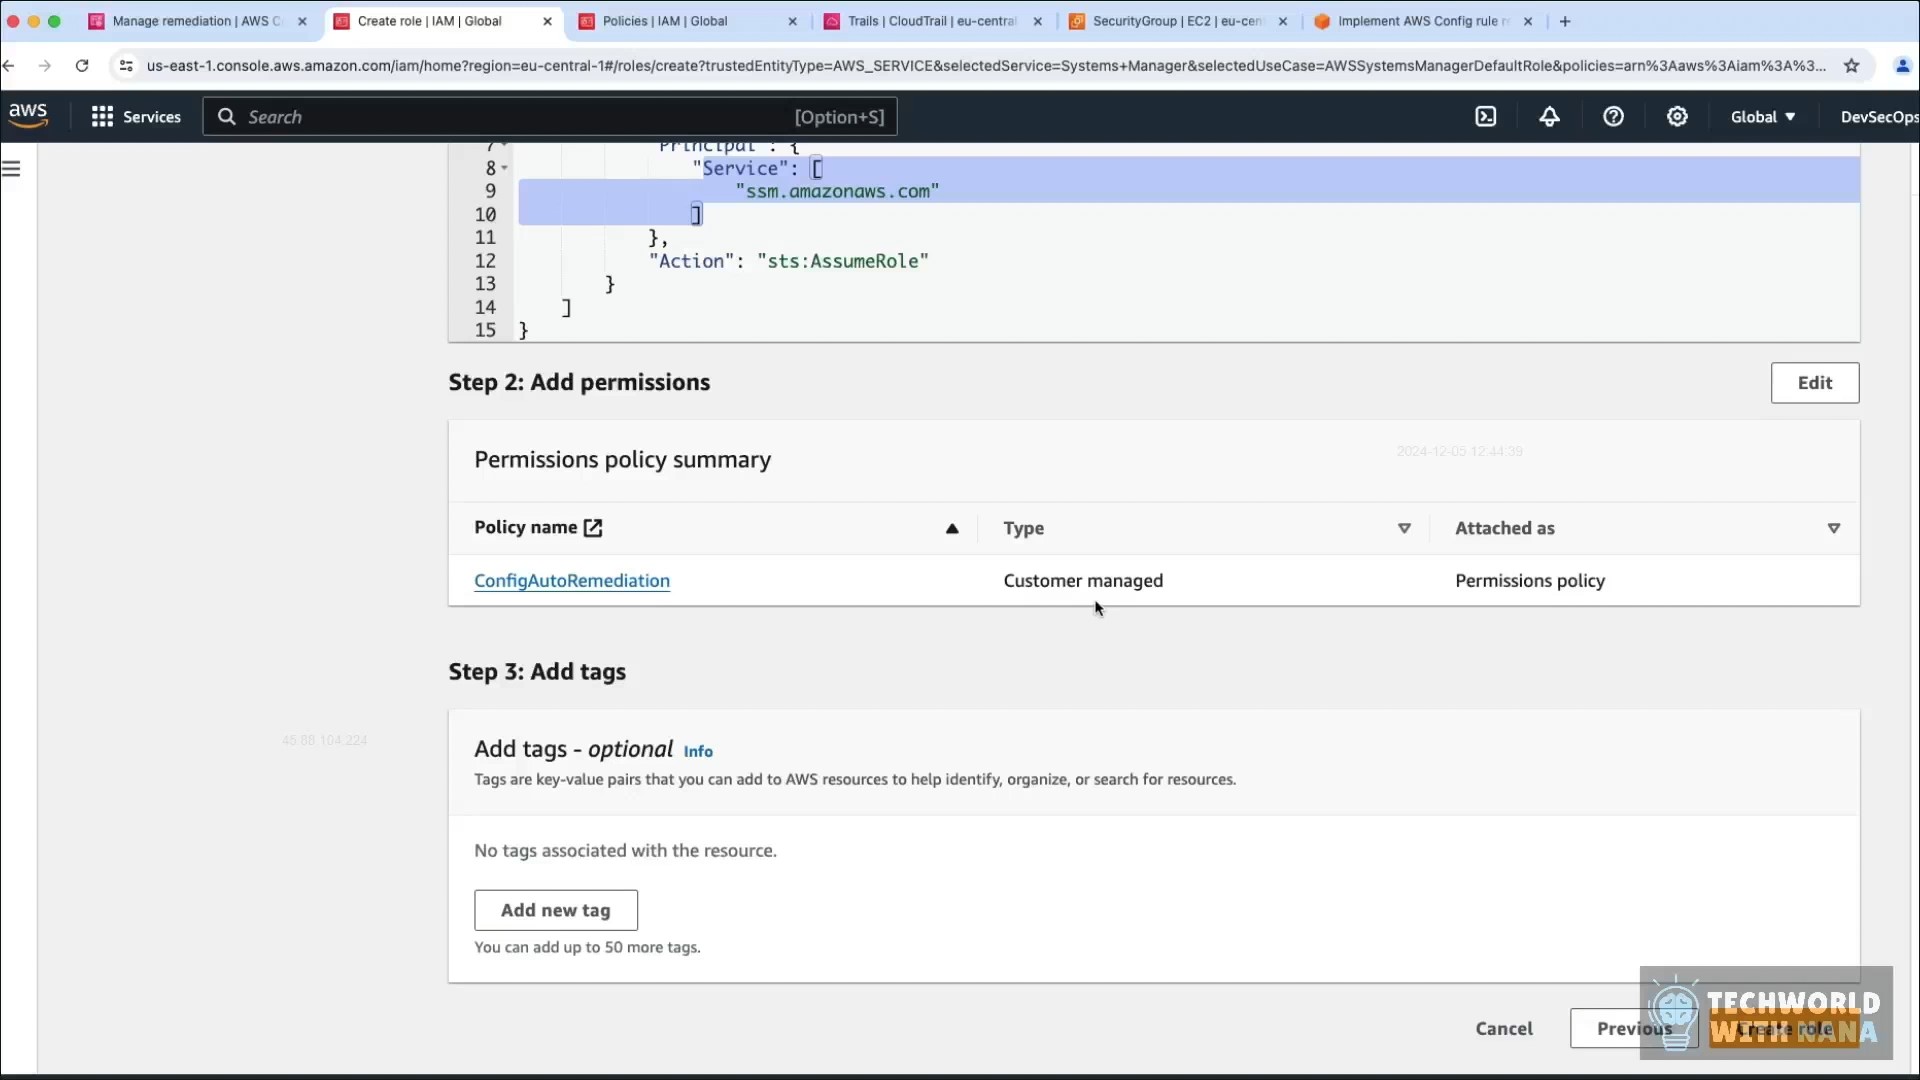 Manage remediation | AWS C
Create role | IAM | Global
Policies | IAM | Global
Trails | CloudTrail | eu-central
SecurityGroup | EC2 | eu-cen
Implement AWS Config rule r
us-east-1.console.aws.amazon.com/iam/home?region=eu-central-1#/roles/create?trustedEntityType=AWS_SERVICE&selectedService=Systems+Manager&selectedUseCase=AWSSystemsManagerDefaultRole&policies=arn%3Aaws%3Aiam%3A%3...
aws
Services
Search
[Option+S]
Global
DevSecOps
7 "Principal": {
8 "Service": [
9 "ssm.amazonaws.com"
10 ]
11 },
12 "Action": "sts:AssumeRole"
13 }
14 ]
15 }
Step 2: Add permissions
Edit
Permissions policy summary
2024-12-05 12:44:39
Policy name
Type
Attached as
ConfigAutoRemediation
Customer managed
Permissions policy
Step 3: Add tags
45.88.104.224
Add tags - optional Info
Tags are key-value pairs that you can add to AWS resources to help identify, organize, or search for resources.
No tags associated with the resource.
Add new tag
You can add up to 50 more tags.
Cancel
Previous
Create role
TECHWORLD
WITH NANA